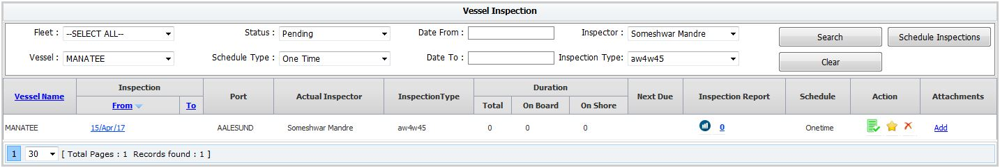 Vessel Inspection
Fleet : --SELECT ALL-- Status : Pending Date From : Inspector : Someshwar Mandre Search Schedule Inspections
Vessel : MANATEE Schedule Type : One Time Date To : Inspection Type: aw4w45 Clear
Vessel Name Inspection Port Actual Inspector InspectionType Duration Next Due Inspection Report Schedule Action Attachments
From To Total On Board On Shore
MANATEE 15/Apr/17 AALESUND Someshwar Mandre aw4w45 0 0 0 0 Onetime Add
1 30 [ Total Pages : 1 Records found : 1 ]